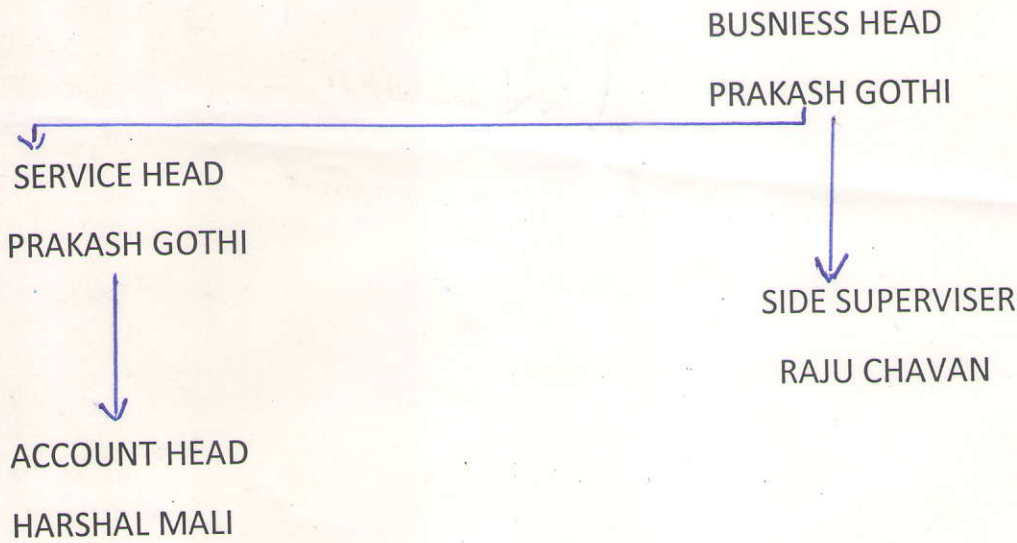 BUSNIESS HEAD
PRAKASH GOTHI
SERVICE HEAD
PRAKASH GOTHI
SIDE SUPERVISER
RAJU CHAVAN
ACCOUNT HEAD
HARSHAL MALI